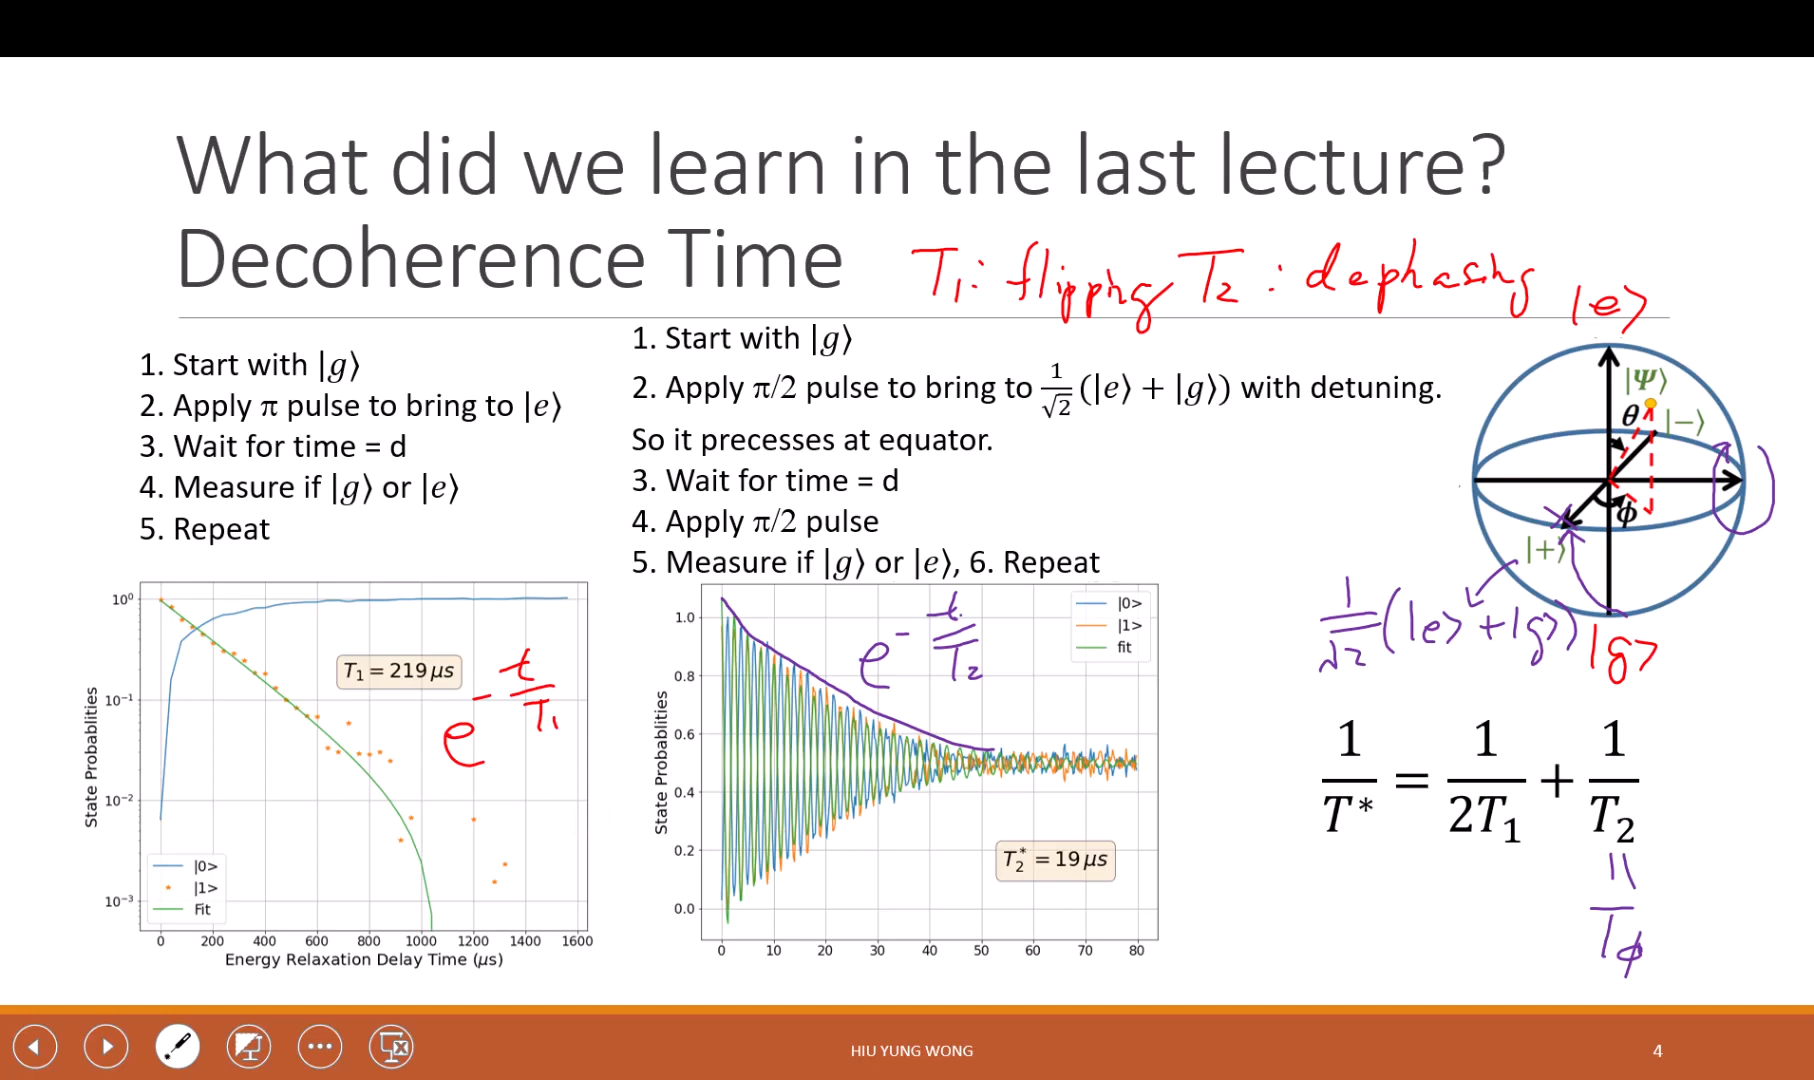 What did we learn in the last lecture?
Decoherence Time
T₁: flipping T₂: dephasing |e⟩
1. Start with |g⟩
2. Apply π pulse to bring to |e⟩
3. Wait for time = d
4. Measure if |g⟩ or |e⟩
5. Repeat
1. Start with |g⟩
2. Apply π/2 pulse to bring to 1/√2 (|e⟩ + |g⟩) with detuning.
So it precesses at equator.
3. Wait for time = d
4. Apply π/2 pulse
5. Measure if |g⟩ or |e⟩, 6. Repeat
|Ψ⟩
θ
|−⟩
ϕ
|+⟩
1/√2 (|e⟩ + |g⟩) |g⟩
1/T* = 1/2T₁ + 1/T₂
=
1/Tϕ
State Probablities
10⁰
10⁻¹
10⁻²
10⁻³
T₁ = 219 μs
e^(-t/T₁)
|0>
|1>
Fit
0 200 400 600 800 1000 1200 1400 1600
Energy Relaxation Delay Time (μs)
State Probablities
1.0
0.8
0.6
0.4
0.2
0.0
e^(-t/T₂)
|0>
|1>
fit
T₂* = 19 μs
0 10 20 30 40 50 60 70 80
HIU YUNG WONG
4